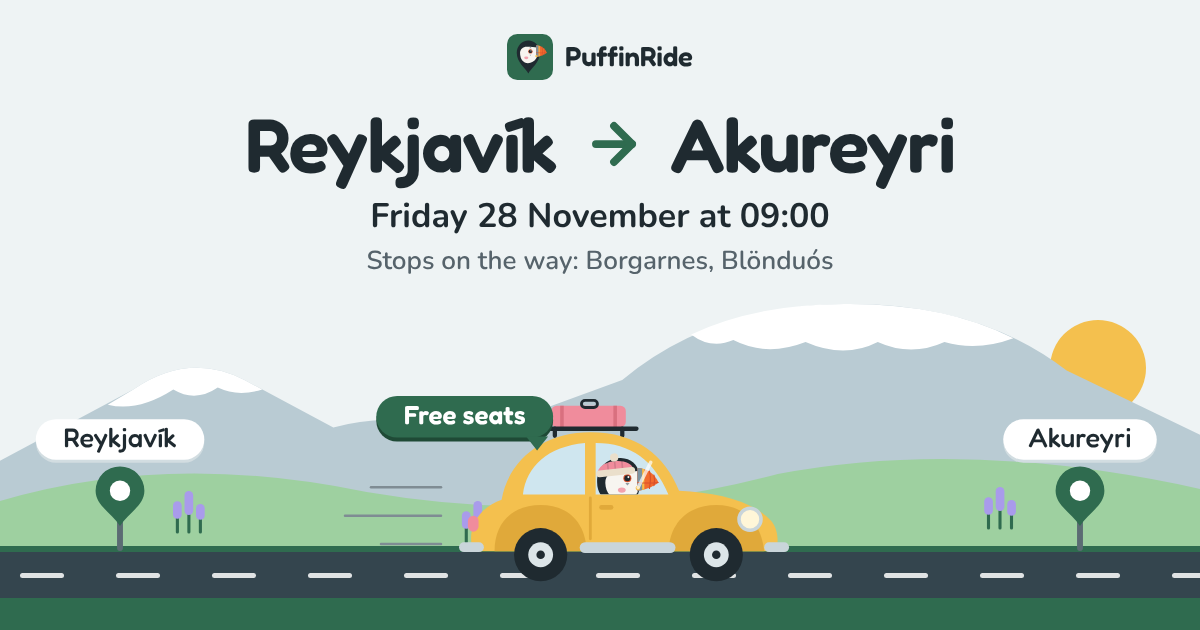 PuffinRide
Reykjavík → Akureyri
Friday 28 November at 09:00
Stops on the way: Borgarnes, Blönduós
Free seats
Reykjavík
Akureyri